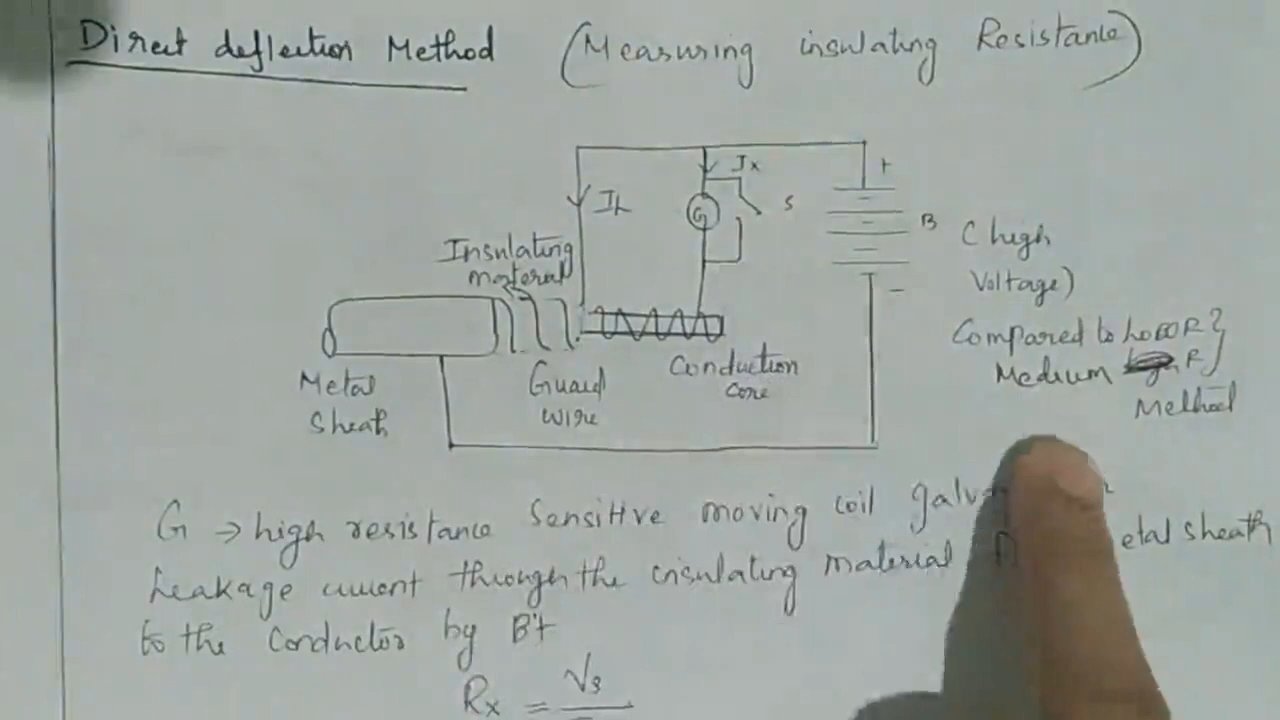 Direct deflection Method (Measuring insulating Resistance)
Ix
+
IL
G
S
B
(high
Voltage)
Insulating
material
-
Compared to Low R }
Medium R
Method
Metal
Sheath
Guard
wire
Conduction
core
G → high resistance Sensitive moving coil
Leakage current through the insulating material etal sheath
to the conductor by B't
Rx = VB